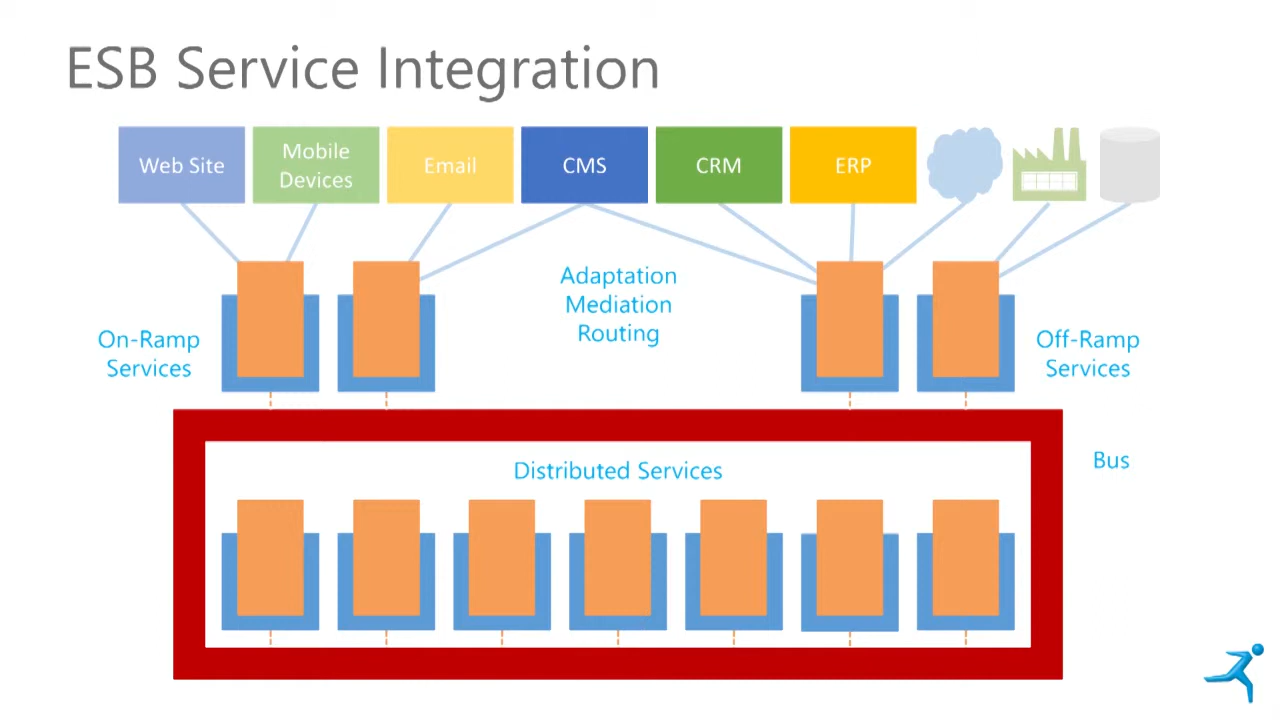 ESB Service Integration
Web Site
Mobile
Devices
Email
CMS
CRM
ERP
Adaptation
Mediation
Routing
On-Ramp
Services
Off-Ramp
Services
Bus
Distributed Services